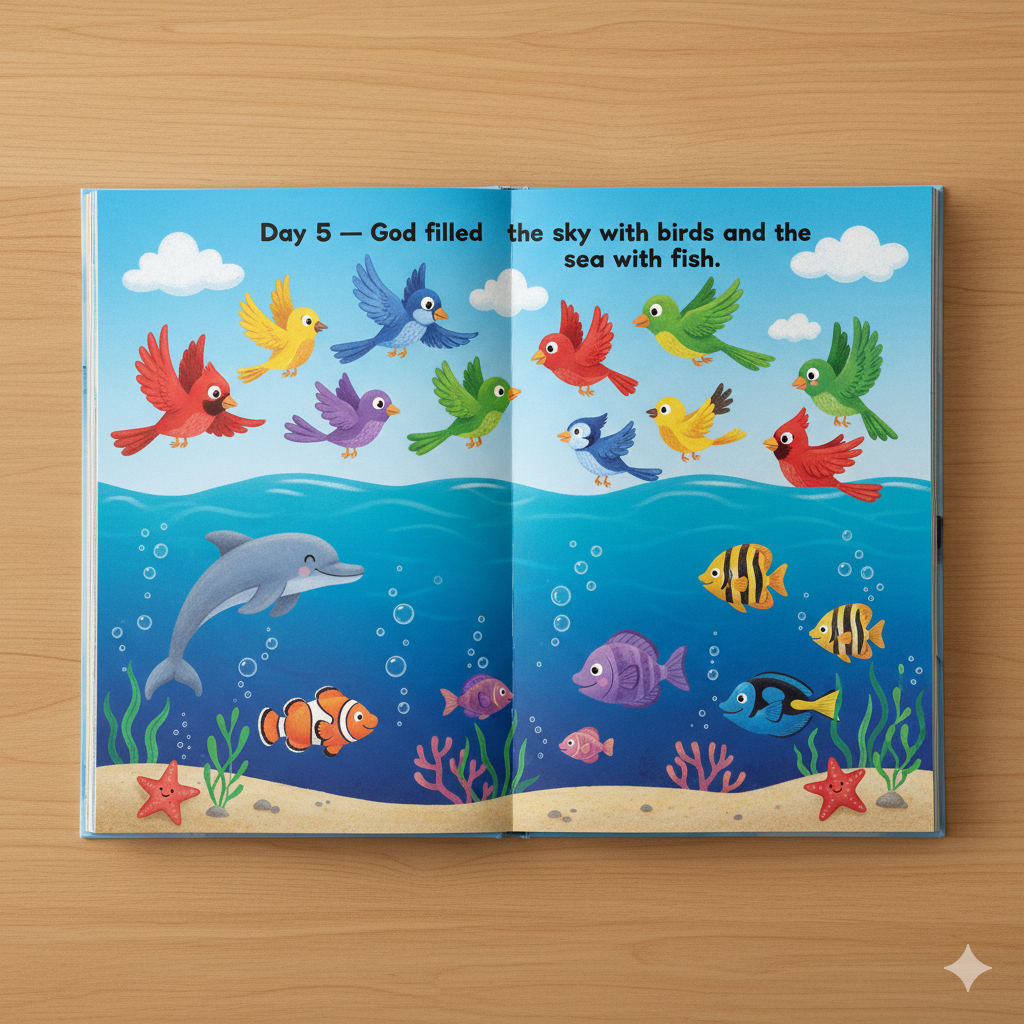 Day 5 — God filled the sky with birds and the
sea with fish.